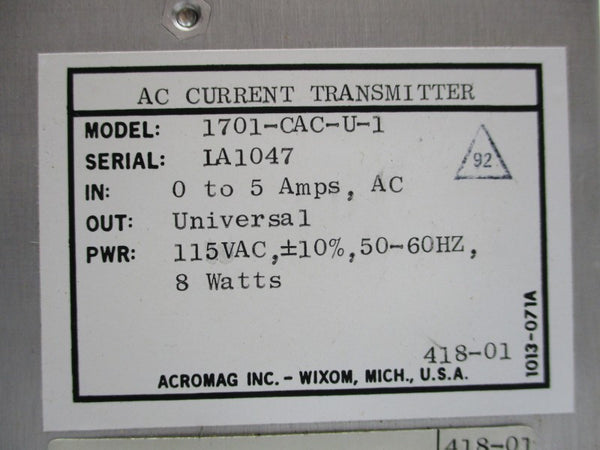 AC CURRENT TRANSMITTER
MODEL: 1701-CAC-U-1
SERIAL: IA1047
92
IN: 0 to 5 Amps, AC
OUT: Universal
PWR: 115VAC,±10%,50-60HZ,
8 Watts
418-01
ACROMAG INC. - WIXOM, MICH., U.S.A.
1013-071A
418-01